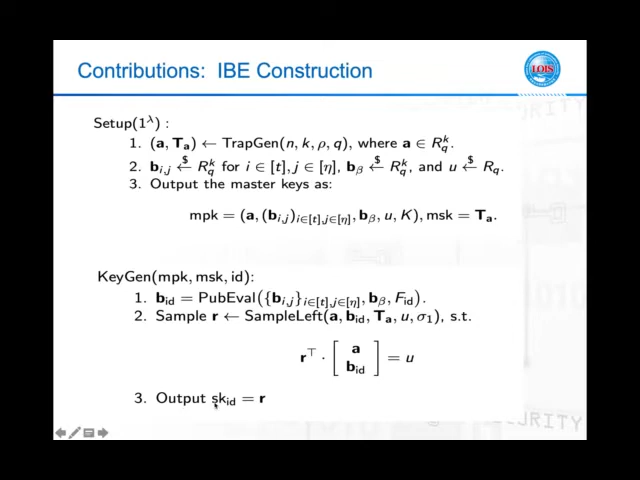 LOIS
Contributions: IBE Construction
Setup(1^λ) :
1. (a, T_a) ← TrapGen(n, k, ρ, q), where a ∈ R_q^k.
2. b_{i,j} ←$ R_q^k for i ∈ [t], j ∈ [η], b_β ←$ R_q^k, and u ←$ R_q.
3. Output the master keys as:
mpk = (a, (b_{i,j})_{i∈[t],j∈[η]}, b_β, u, K), msk = T_a.
KeyGen(mpk, msk, id):
1. b_id = PubEval({b_{i,j}}_{i∈[t],j∈[η]}, b_β, F_id).
2. Sample r ← SampleLeft(a, b_id, T_a, u, σ_1), s.t.
r^⊤ · [ a
b_id ] = u
3. Output sk_id = r